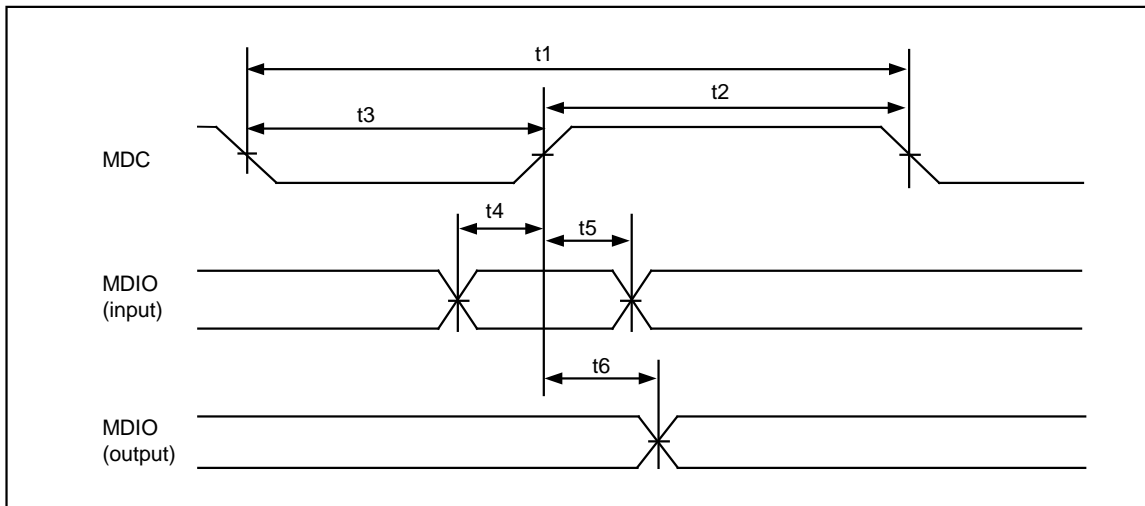 t1
t2
t3
MDC
t4
t5
MDIO
(input)
t6
MDIO
(output)